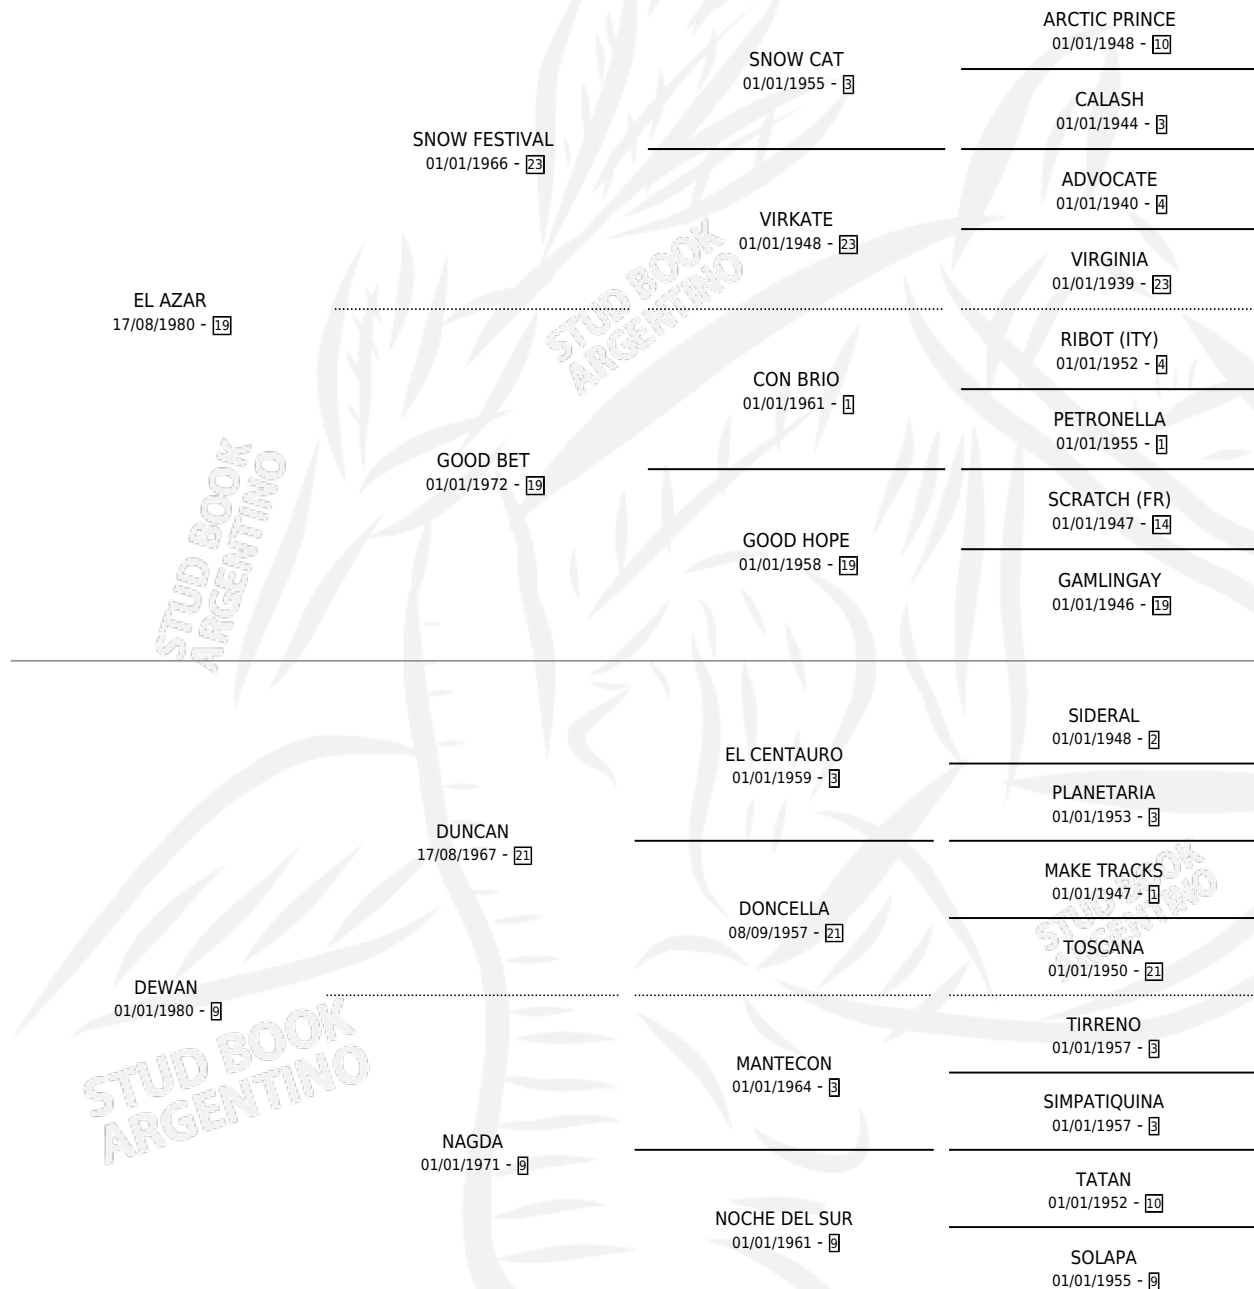 ARCTIC PRINCE
01/01/1948 - 10
SNOW CAT
01/01/1955 - 3
CALASH
01/01/1944 - 3
SNOW FESTIVAL
01/01/1966 - 23
ADVOCATE
01/01/1940 - 4
VIRKATE
01/01/1948 - 23
VIRGINIA
01/01/1939 - 23
EL AZAR
17/08/1980 - 19
RIBOT (ITY)
01/01/1952 - 4
CON BRIO
01/01/1961 - 1
PETRONELLA
01/01/1955 - 1
GOOD BET
01/01/1972 - 19
SCRATCH (FR)
01/01/1947 - 14
GOOD HOPE
01/01/1958 - 19
GAMLINGAY
01/01/1946 - 19
SIDERAL
01/01/1948 - 2
EL CENTAURO
01/01/1959 - 3
PLANETARIA
01/01/1953 - 3
DUNCAN
17/08/1967 - 21
MAKE TRACKS
01/01/1947 - 1
DONCELLA
08/09/1957 - 21
TOSCANA
01/01/1950 - 21
DEWAN
01/01/1980 - 9
TIRRENO
01/01/1957 - 3
MANTECON
01/01/1964 - 3
SIMPATIQUINA
01/01/1957 - 3
NAGDA
01/01/1971 - 9
TATAN
01/01/1952 - 10
NOCHE DEL SUR
01/01/1961 - 9
SOLAPA
01/01/1955 - 9
STUD BOOK
ARGENTINO
STUD BOOK
ARGENTINO
STUD BOOK
ARGENTINO
STUD BOOK
ARGENTINO